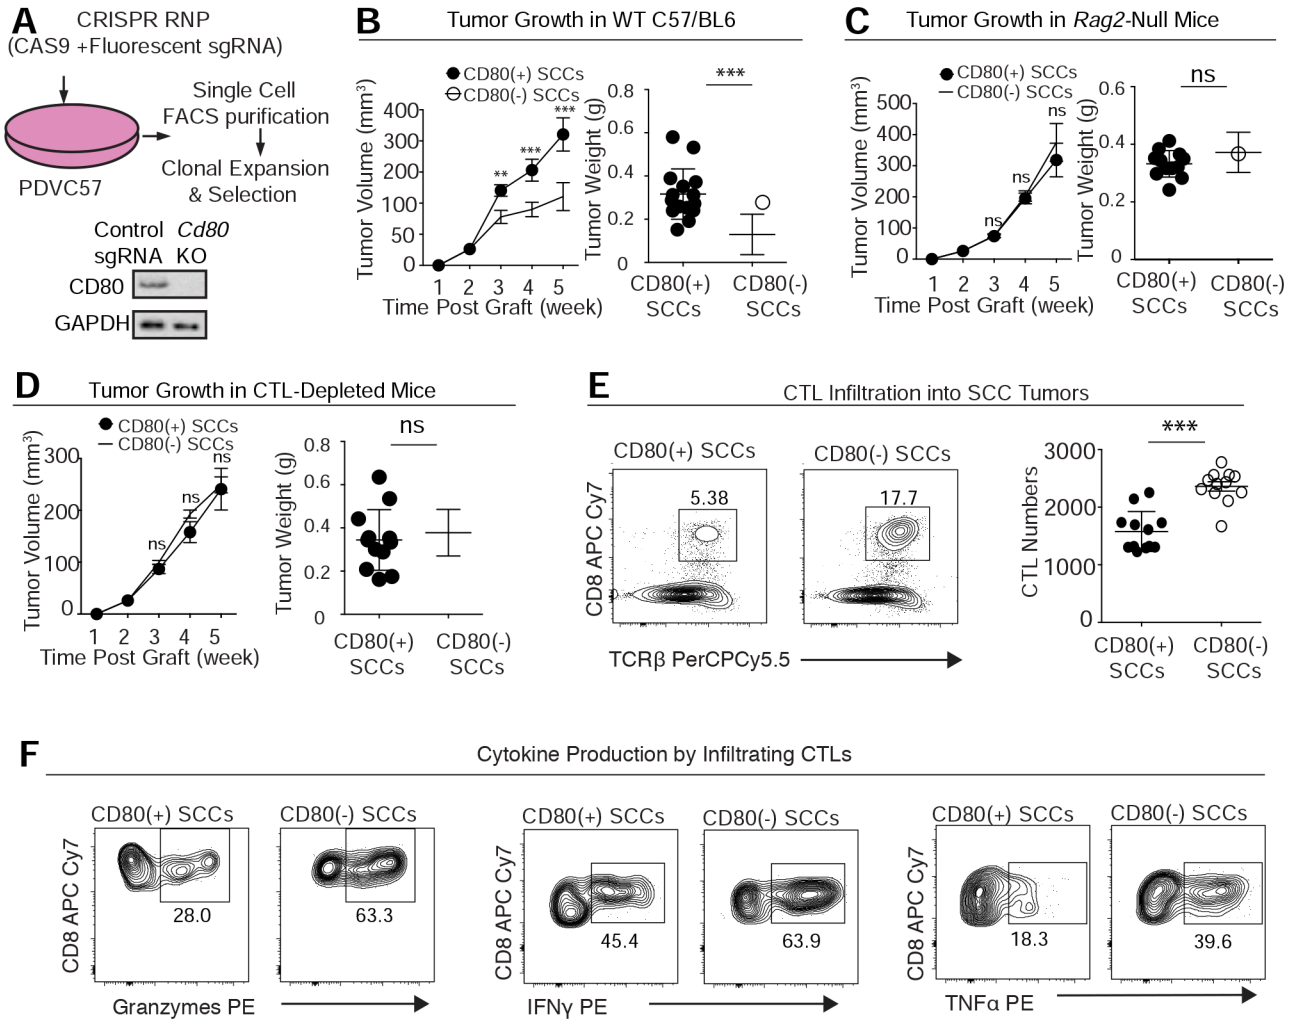 A
CRISPR RNP
(CAS9 +Fluorescent sgRNA)
Single Cell
FACS purification
Clonal Expansion
& Selection
PDVC57
Control Cd80
sgRNA KO
CD80
GAPDH
B
Tumor Growth in WT C57/BL6
CD80(+) SCCs
CD80(-) SCCs
Tumor Volume (mm³)
400
300
200
100
50
0
**
***
***
1 2 3 4 5
Time Post Graft (week)
Tumor Weight (g)
0.8
0.6
0.4
0.2
0
***
CD80(+)
SCCs
CD80(-)
SCCs
C
Tumor Growth in Rag2-Null Mice
CD80(+) SCCs
CD80(-) SCCs
Tumor Volume (mm³)
500
400
300
200
100
0
ns
ns
ns
1 2 3 4 5
Time Post Graft (week)
Tumor Weight (g)
0.6
0.4
0.2
0
ns
CD80(+)
SCCs
CD80(-)
SCCs
D
Tumor Growth in CTL-Depleted Mice
CD80(+) SCCs
CD80(-) SCCs
Tumor Volume (mm³)
300
200
100
0
ns
ns
ns
1 2 3 4 5
Time Post Graft (week)
Tumor Weight (g)
0.8
0.6
0.4
0.2
0
ns
CD80(+)
SCCs
CD80(-)
SCCs
E
CTL Infiltration into SCC Tumors
CD80(+) SCCs
CD80(-) SCCs
5.38
17.7
CD8 APC Cy7
TCRβ PerCPCy5.5
CTL Numbers
3000
2000
1000
0
***
CD80(+)
SCCs
CD80(-)
SCCs
F
Cytokine Production by Infiltrating CTLs
CD80(+) SCCs
CD80(-) SCCs
28.0
63.3
CD8 APC Cy7
Granzymes PE
CD80(+) SCCs
CD80(-) SCCs
45.4
63.9
CD8 APC Cy7
IFNγ PE
CD80(+) SCCs
CD80(-) SCCs
18.3
39.6
CD8 APC Cy7
TNFα PE